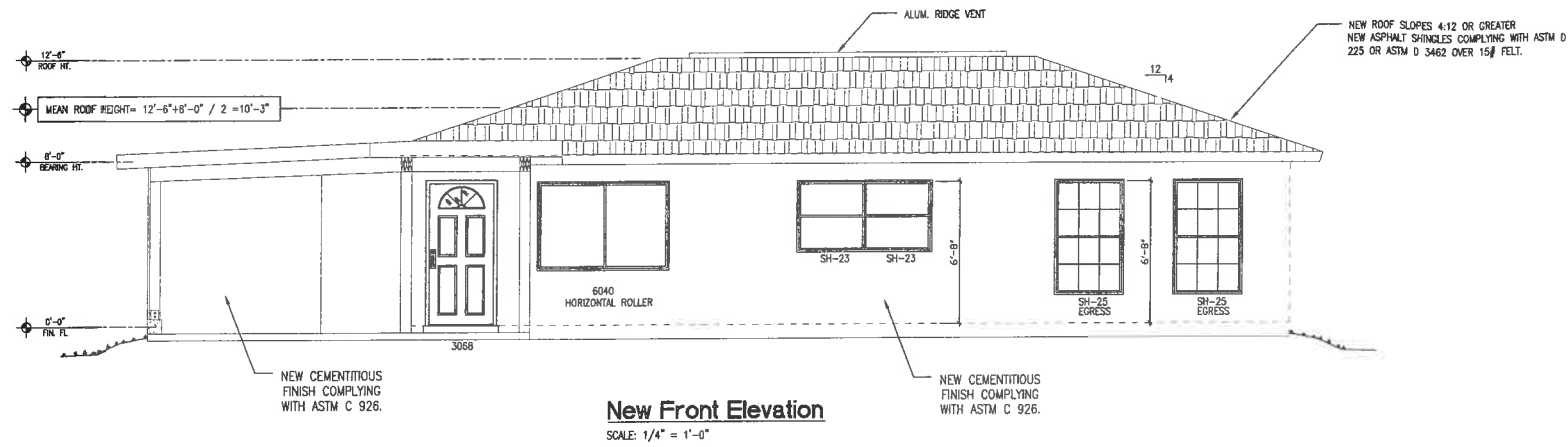 ALUM. RIDGE VENT
NEW ROOF SLOPES 4:12 OR GREATER
NEW ASPHALT SHINGLES COMPLYING WITH ASTM D
225 OR ASTM D 3462 OVER 15# FELT.
12'-6"
ROOF HT.
12
4
MEAN ROOF HEIGHT= 12'-6"+8'-0" / 2 =10'-3"
8'-0"
BEARING HT.
6'-8"
6'-8"
SH-23 SH-23
6040
HORIZONTAL ROLLER
SH-25
EGRESS
SH-25
EGRESS
0'-0"
FIN. FL.
3068
NEW CEMENTITIOUS
FINISH COMPLYING
WITH ASTM C 926.
NEW CEMENTITIOUS
FINISH COMPLYING
WITH ASTM C 926.
New Front Elevation
SCALE: 1/4" = 1'-0"